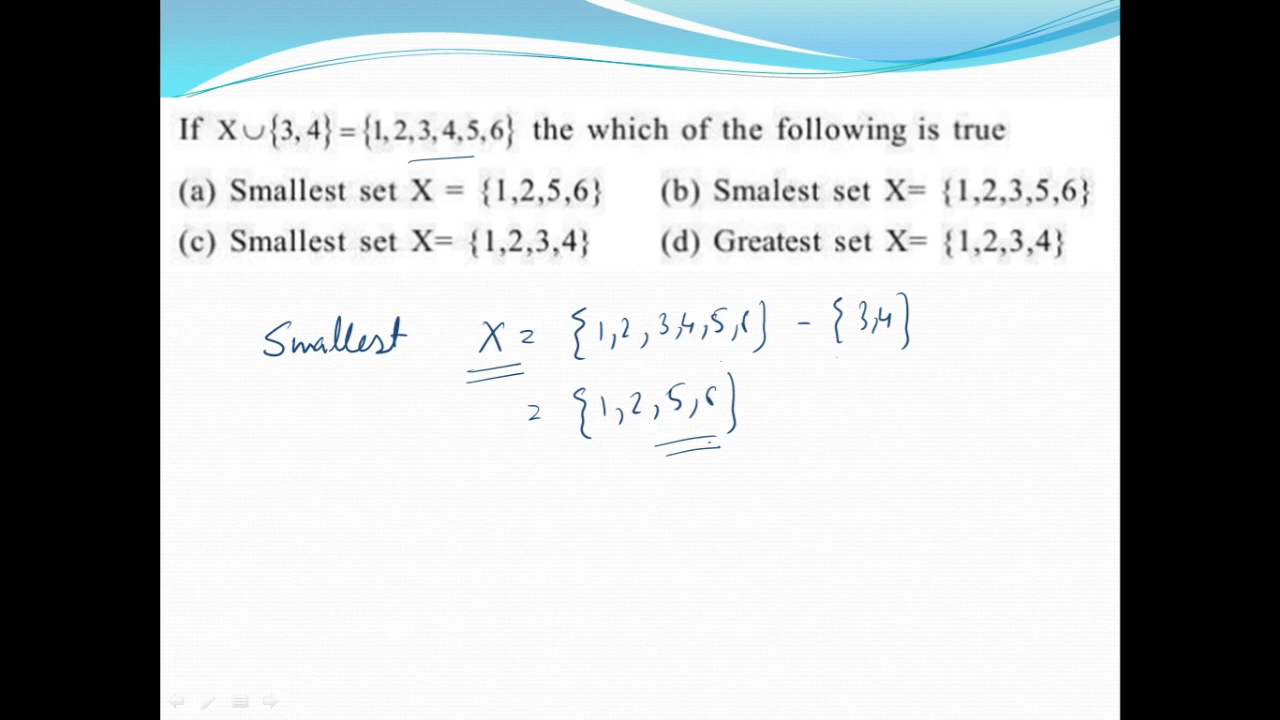 If X∪{3, 4} = {1, 2, 3, 4, 5, 6} the which of the following is true
(a) Smallest set X = {1,2,5,6} (b) Smalest set X= {1,2,3,5,6}
(c) Smallest set X= {1,2,3,4} (d) Greatest set X= {1,2,3,4}
Smallest X = {1,2,3,4,5,6} - {3,4}
= {1,2,5,6}